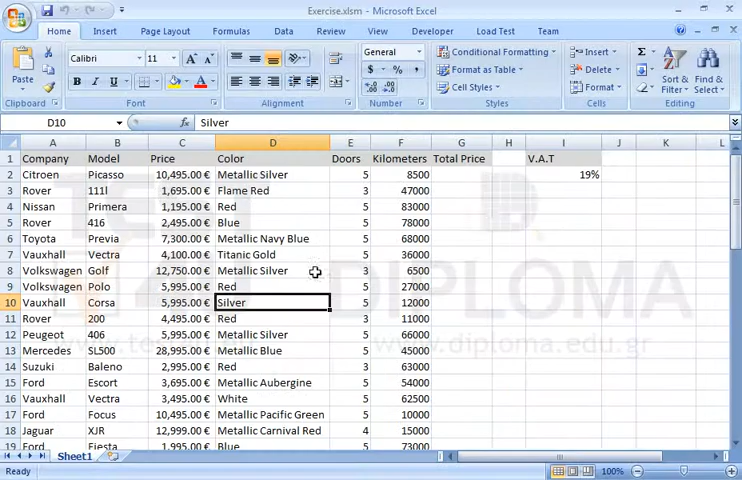 Exercise.xlsm - Microsoft Excel
Home Insert Page Layout Formulas Data Review View Developer Load Test Team
Paste Calibri 11 General Conditional Formatting Insert Sort & Filter Find & Select
B I U A $ % , Format as Table Delete
Cell Styles Format
Clipboard Font Alignment Number Styles Cells Editing
D10 fx Silver
A B C D E F G H I J K L
1 Company Model Price Color Doors Kilometers Total Price V.A.T
2 Citroen Picasso 10,495.00 € Metallic Silver 5 8500 19%
3 Rover 111l 1,695.00 € Flame Red 3 47000
4 Nissan Primera 1,195.00 € Red 5 83000
5 Rover 416 2,495.00 € Blue 5 78000
6 Toyota Previa 7,300.00 € Metallic Navy Blue 5 68000
7 Vauxhall Vectra 4,100.00 € Titanic Gold 5 36000
8 Volkswagen Golf 12,750.00 € Metallic Silver 3 6500
9 Volkswagen Polo 5,995.00 € Red 5 27000
10 Vauxhall Corsa 5,995.00 € Silver 5 12000
11 Rover 200 4,495.00 € Red 3 11000
12 Peugeot 406 5,995.00 € Metallic Silver 5 66000
13 Mercedes SL500 28,995.00 € Metallic Blue 5 45000
14 Suzuki Baleno 2,995.00 € Red 3 63000
15 Ford Escort 3,695.00 € Metallic Aubergine 5 54000
16 Vauxhall Vectra 3,495.00 € White 5 62500
17 Ford Focus 10,495.00 € Metallic Pacific Green 5 10000
18 Jaguar XJR 12,999.00 € Metallic Carnival Red 4 15000
19 Ford Fiesta 1,995.00 € Blue 5 73000
Sheet1
Ready 100%
DIPLOMA
www.diploma.edu.gr